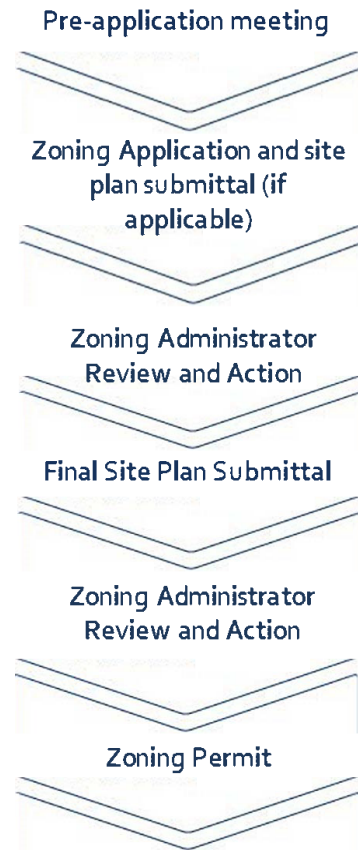 Pre-application meeting
Zoning Application and site
plan submittal (if
applicable)
Zoning Administrator
Review and Action
Final Site Plan Submittal
Zoning Administrator
Review and Action
Zoning Permit